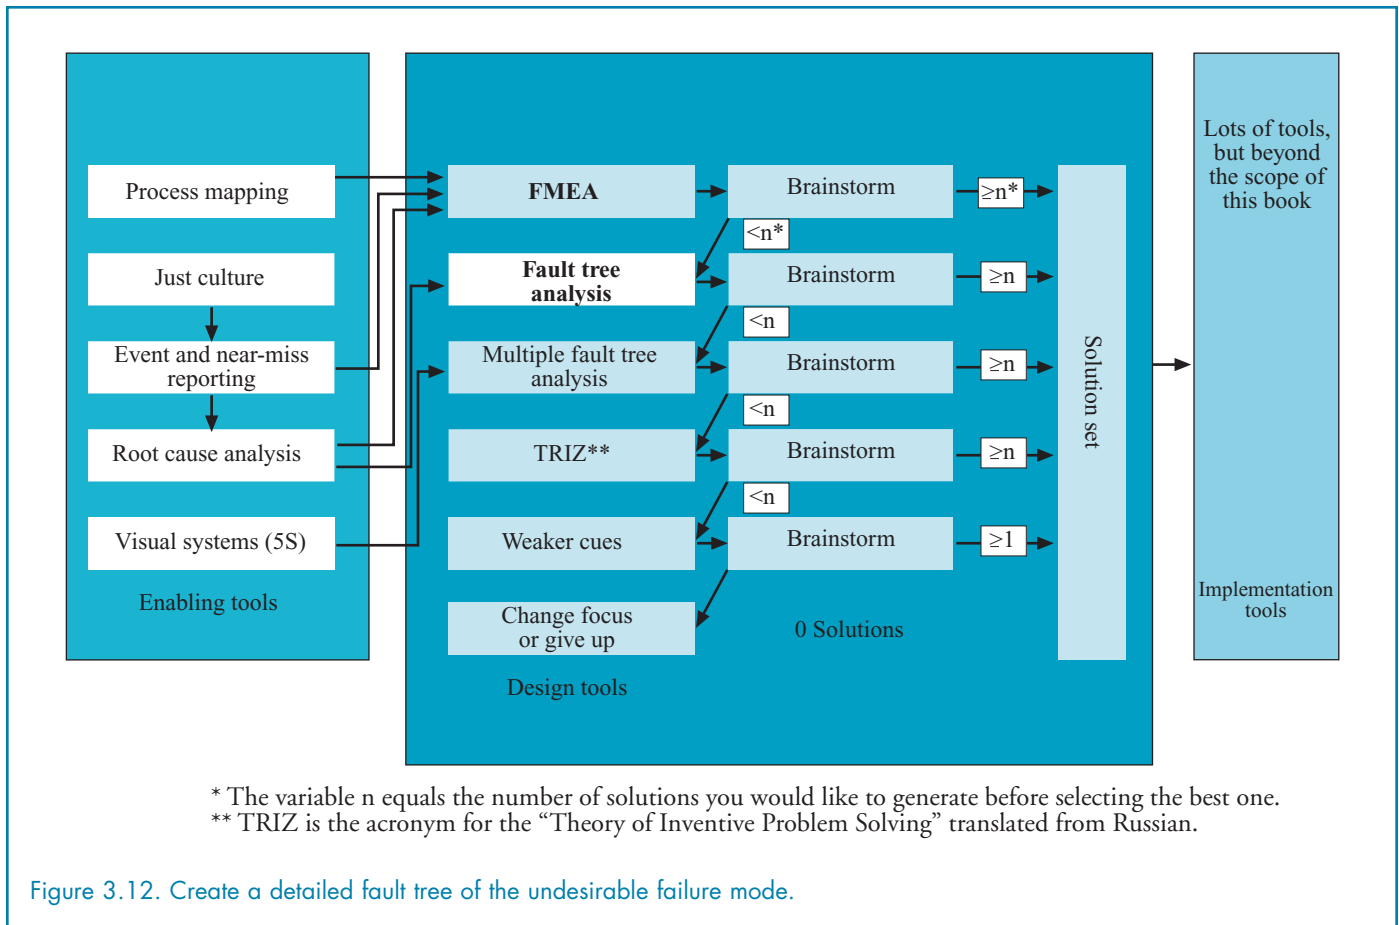 Process mapping
Just culture
Event and near-miss
reporting
Root cause analysis
Visual systems (5S)
Enabling tools
FMEA
Brainstorm
≥n*
<n*
Fault tree
analysis
Brainstorm
≥n
<n
Multiple fault tree
analysis
Brainstorm
≥n
<n
TRIZ**
Brainstorm
≥n
<n
Weaker cues
Brainstorm
≥1
Change focus
or give up
0 Solutions
Design tools
Solution set
Lots of tools,
but beyond
the scope of
this book
Implementation
tools
* The variable n equals the number of solutions you would like to generate before selecting the best one.
** TRIZ is the acronym for the “Theory of Inventive Problem Solving” translated from Russian.
Figure 3.12. Create a detailed fault tree of the undesirable failure mode.